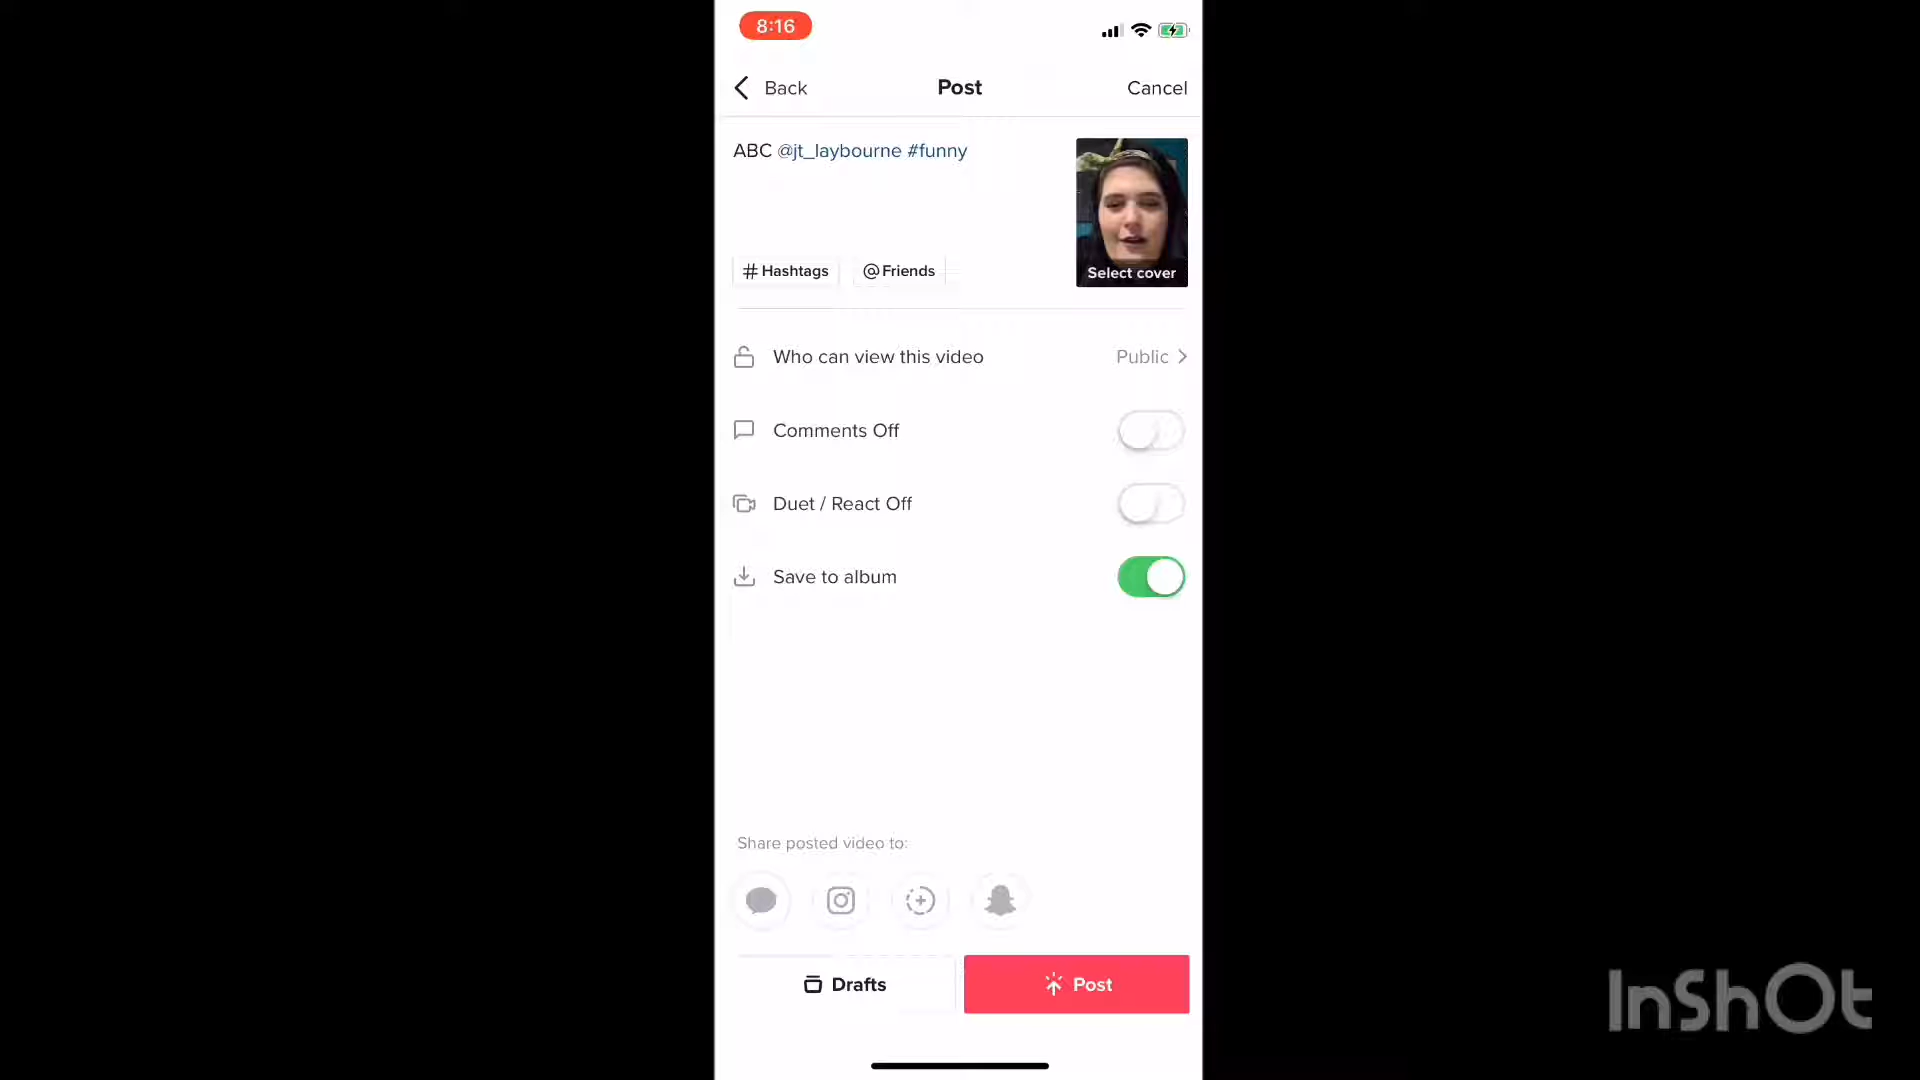 8:16
Back
Post
Cancel
ABC @jt_laybourne #funny
Select cover
# Hashtags
@ Friends
Who can view this video
Public
Comments Off
Duet / React Off
Save to album
Share posted video to:
Drafts
Post
InShOt